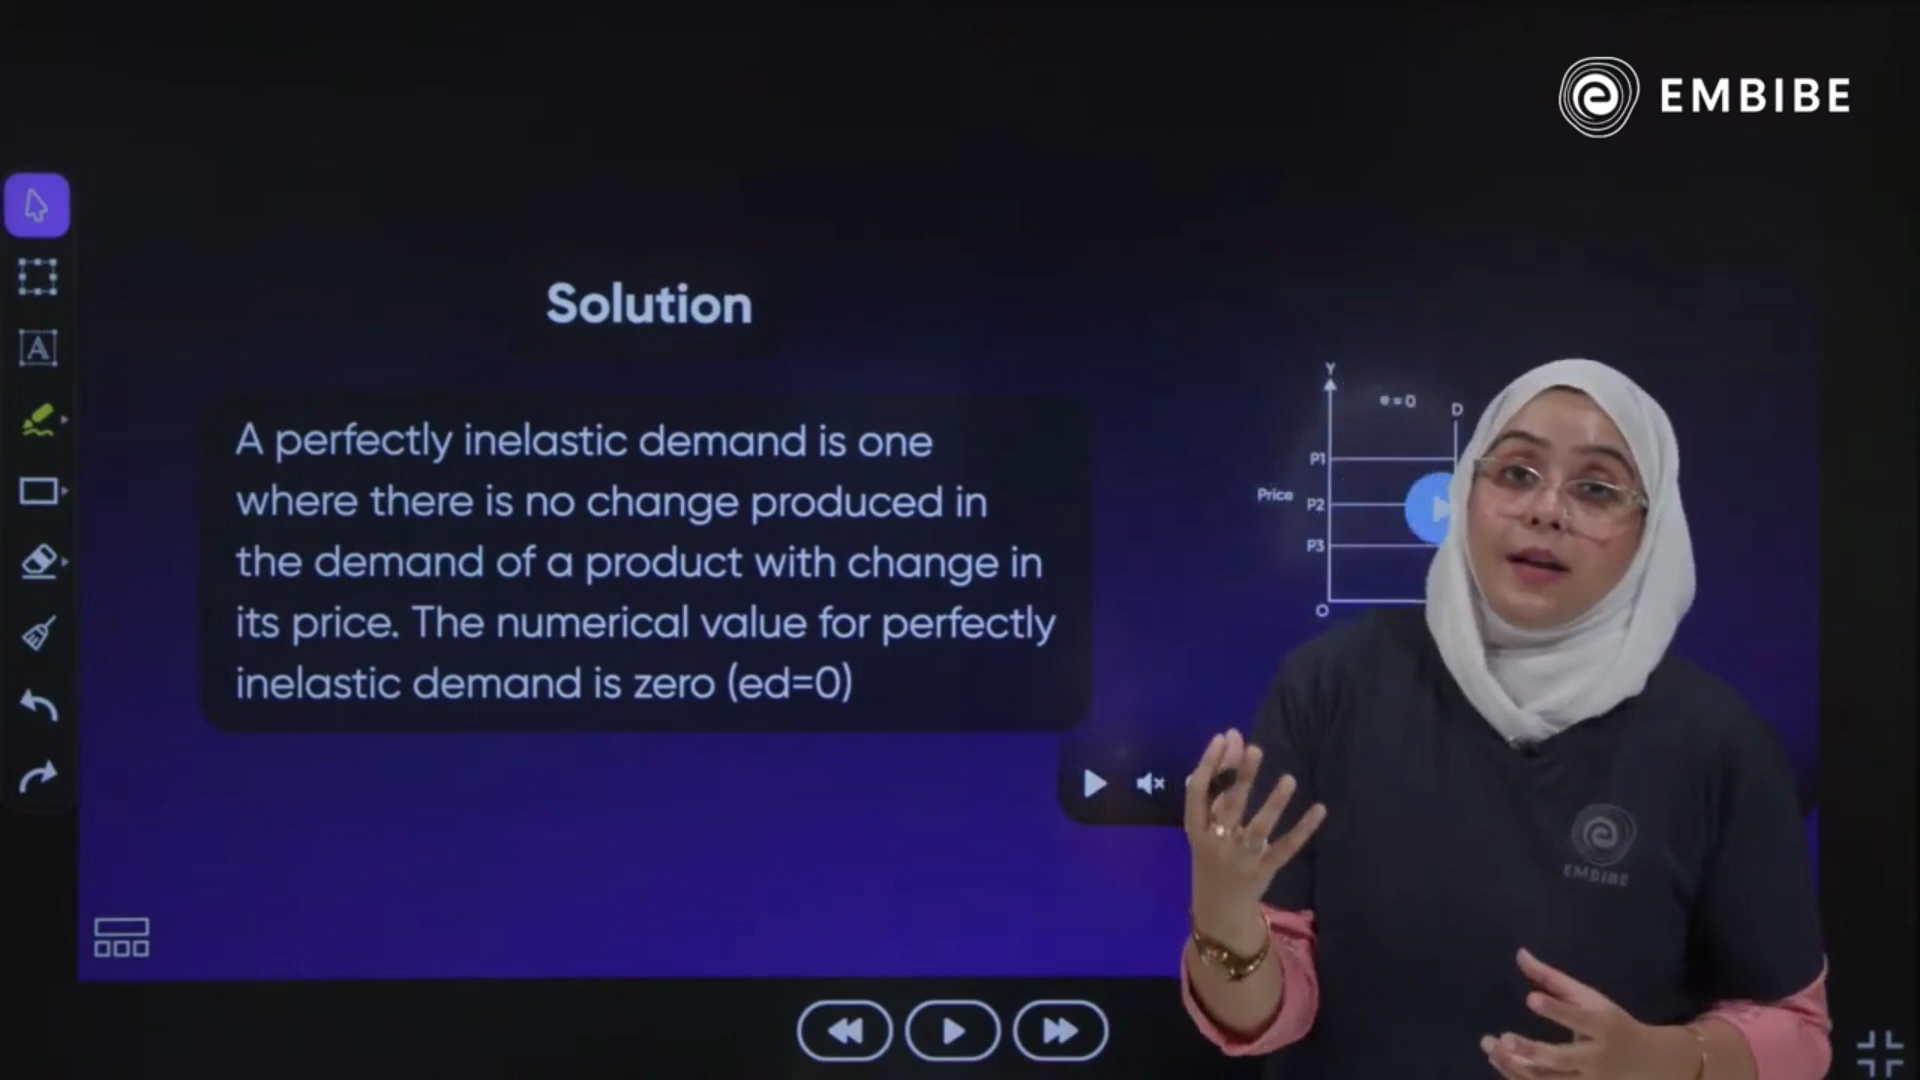 EMBIBE
A
Solution
A perfectly inelastic demand is one
where there is no change produced in
the demand of a product with change in
its price. The numerical value for perfectly
inelastic demand is zero (ed=0)
Y
e=0
D
P1
Price
P2
P3
O
EMBIBE